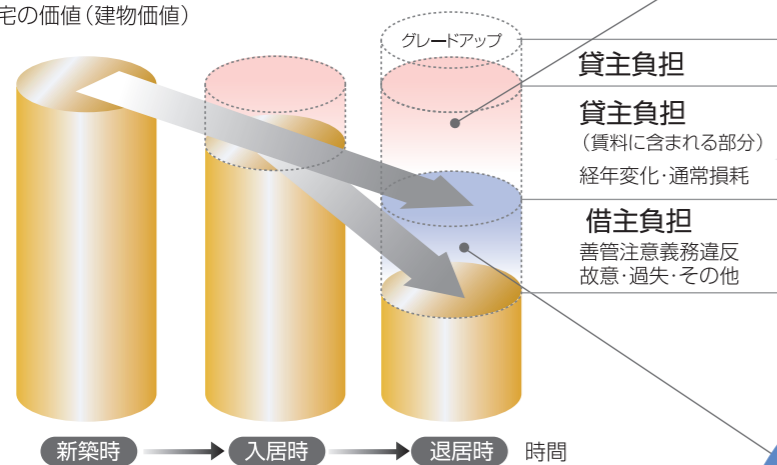 宅の価値(建物価値)
グレードアップ
貸主負担
貸主負担
(賃料に含まれる部分)
経年変化・通常損耗
借主負担
善管注意義務違反
故意・過失・その他
新築時
入居時
退居時
時間